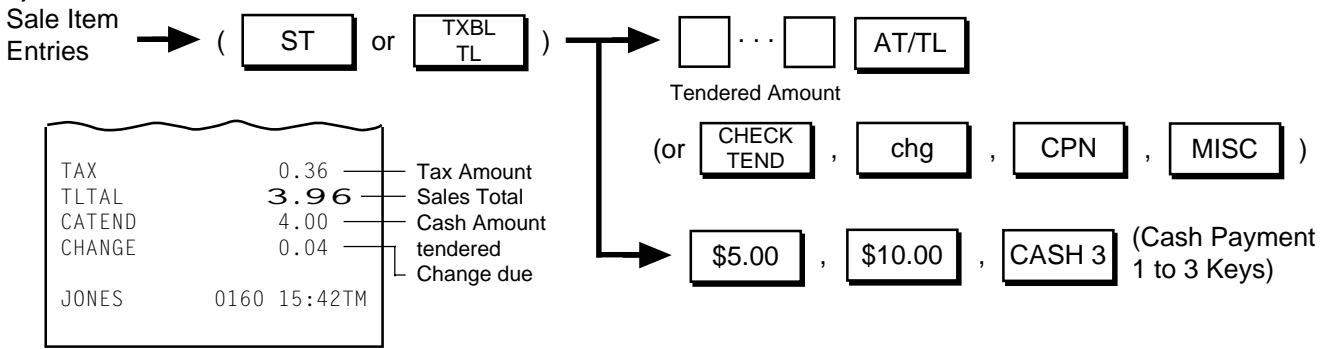 Sale Item
Entries
( ST or TXBL
TL )
· · · AT/TL
Tendered Amount
(or CHECK
TEND , chg , CPN , MISC )
$5.00 , $10.00 , CASH 3 (Cash Payment
1 to 3 Keys)
TAX 0.36 Tax Amount
TLTAL 3.96 Sales Total
CATEND 4.00 Cash Amount
CHANGE 0.04 tendered
Change due
JONES 0160 15:42TM